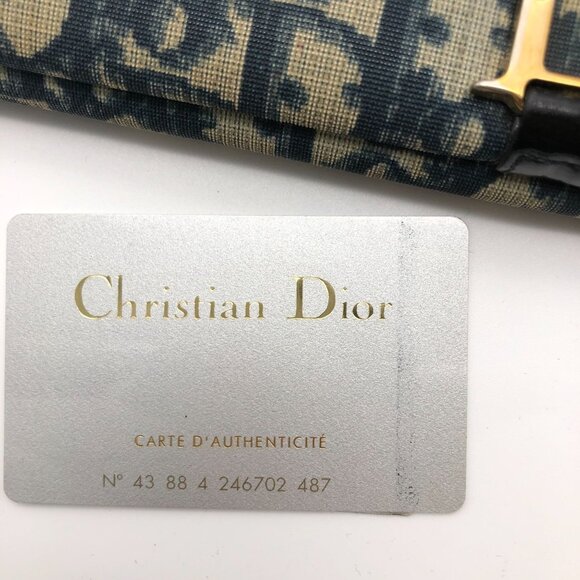 Christian Dior
CARTE D'AUTHENTICITÉ
N° 43 88 4 246702 487